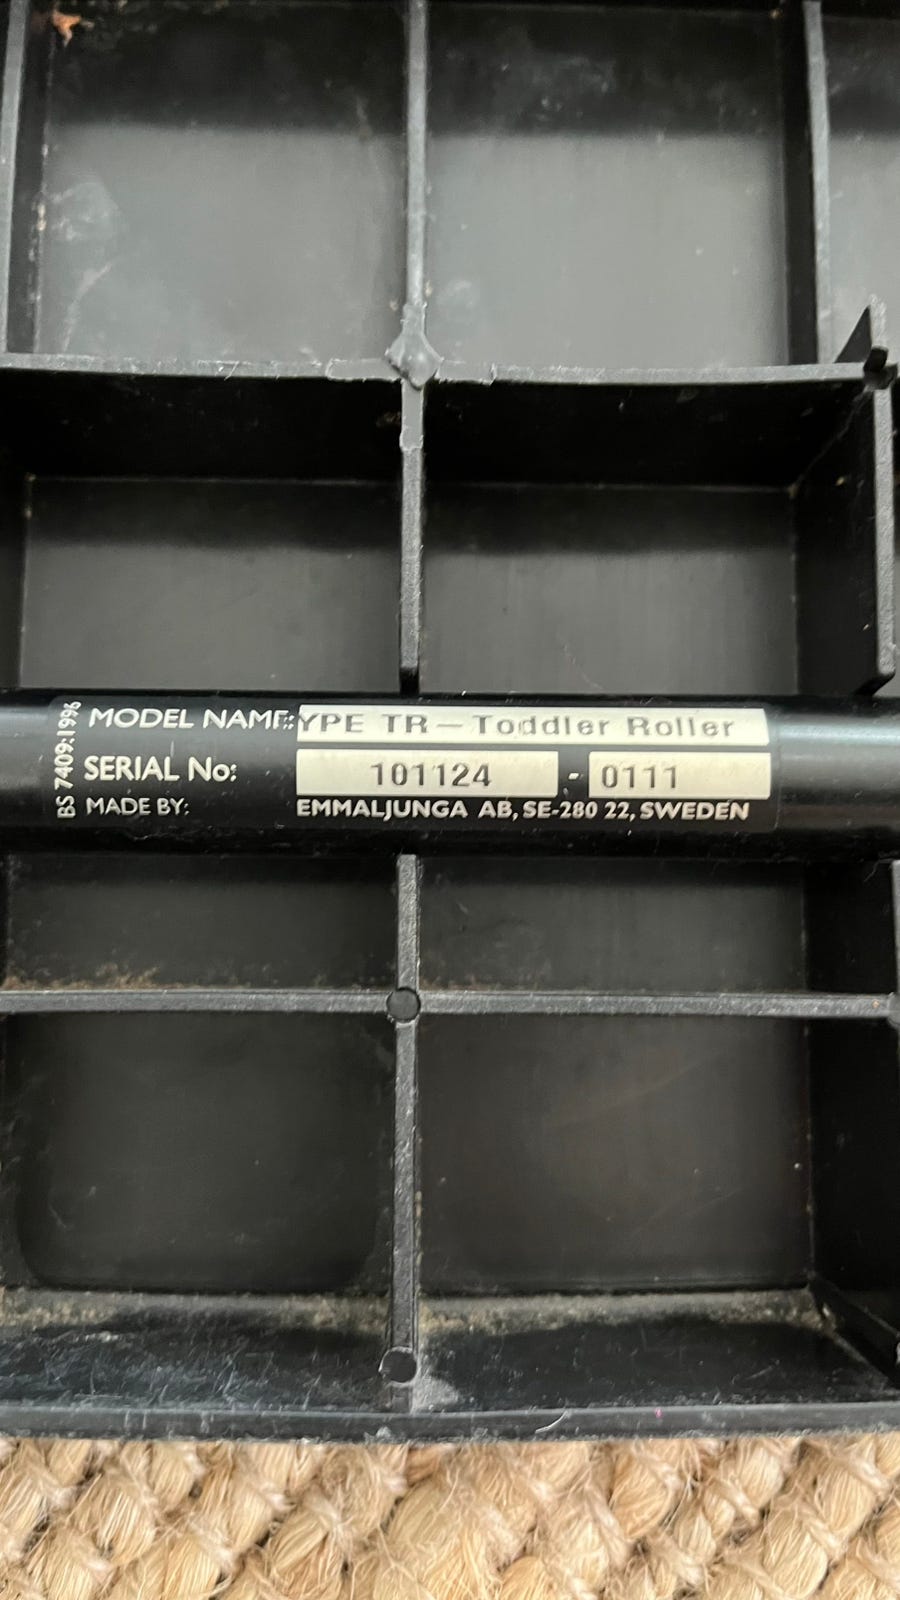 BS 7409:1996
MODEL NAME: YPE TR—Toddler Roller
SERIAL No: 101124 - 0111
MADE BY: EMMALJUNGA AB, SE-280 22, SWEDEN